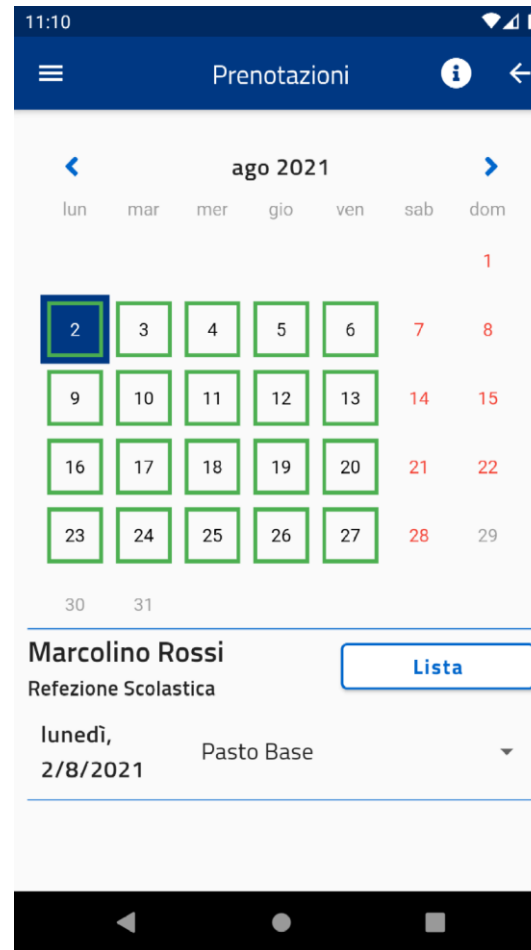 11:10
Prenotazioni
ago 2021
lun mar mer gio ven sab dom
1
2 3 4 5 6 7 8
9 10 11 12 13 14 15
16 17 18 19 20 21 22
23 24 25 26 27 28 29
30 31
Marcolino Rossi
Lista
Refezione Scolastica
lunedì,
2/8/2021
Pasto Base